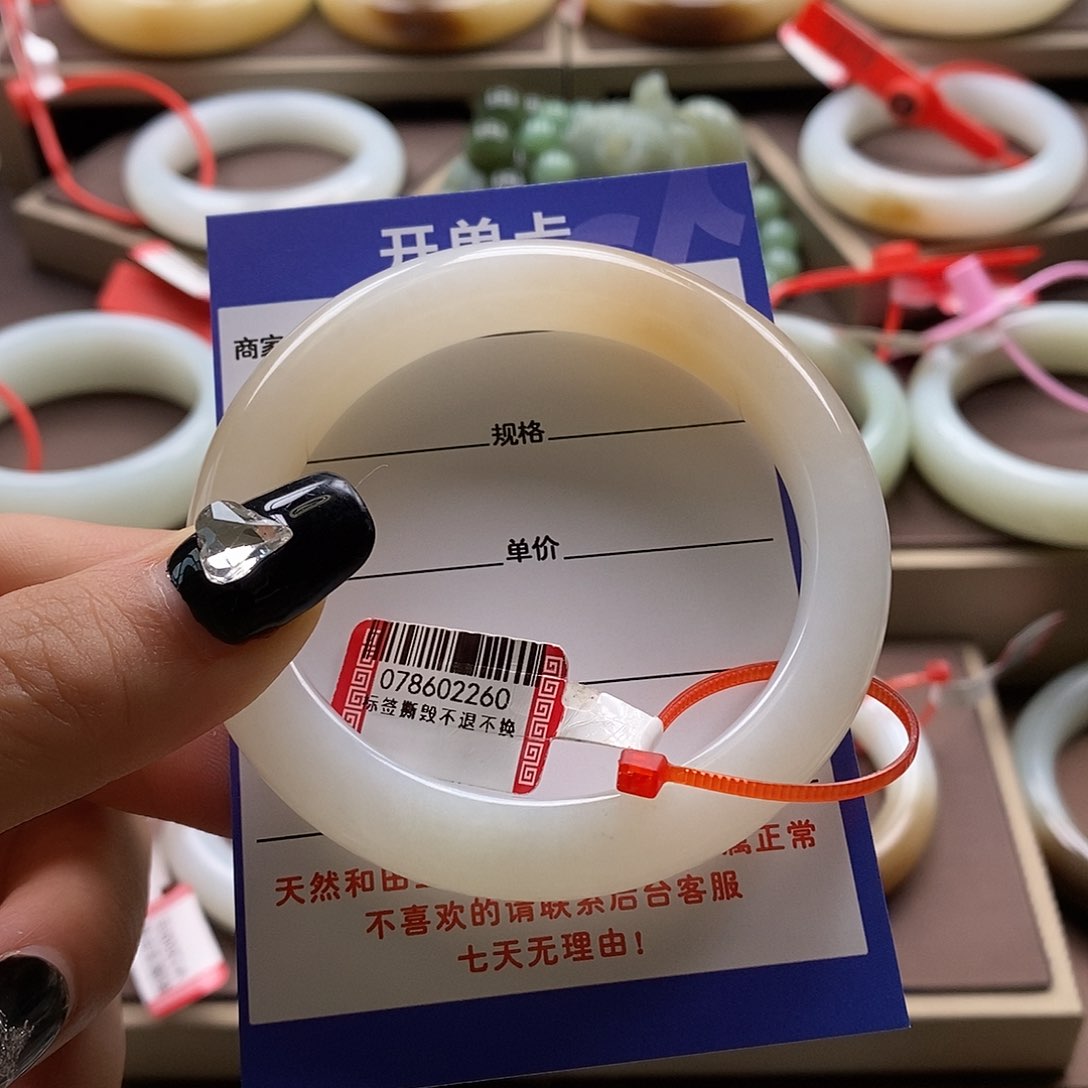 开单卡
商家
规格
单价
078602260
标签撕毁不退不换
天然和田 属正常
不喜欢的请联系后台客服
七天无理由！